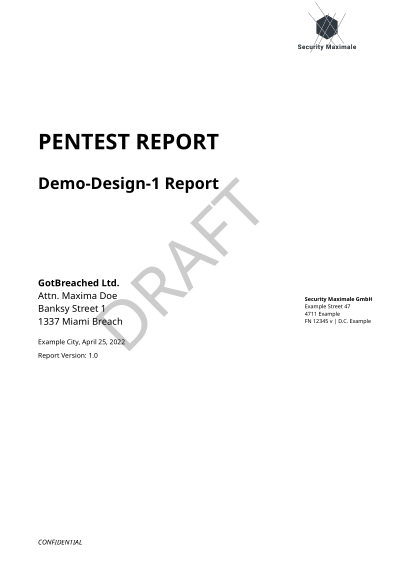 Security Maximale
PENTEST REPORT
Demo-Design-1 Report
DRAFT
GotBreached Ltd.
Attn. Maxima Doe
Banksy Street 1
1337 Miami Breach
Example City, April 25, 2022
Report Version: 1.0
Security Maximale GmbH
Example Street 47
4711 Example
FN 12345 v | D.C. Example
CONFIDENTIAL